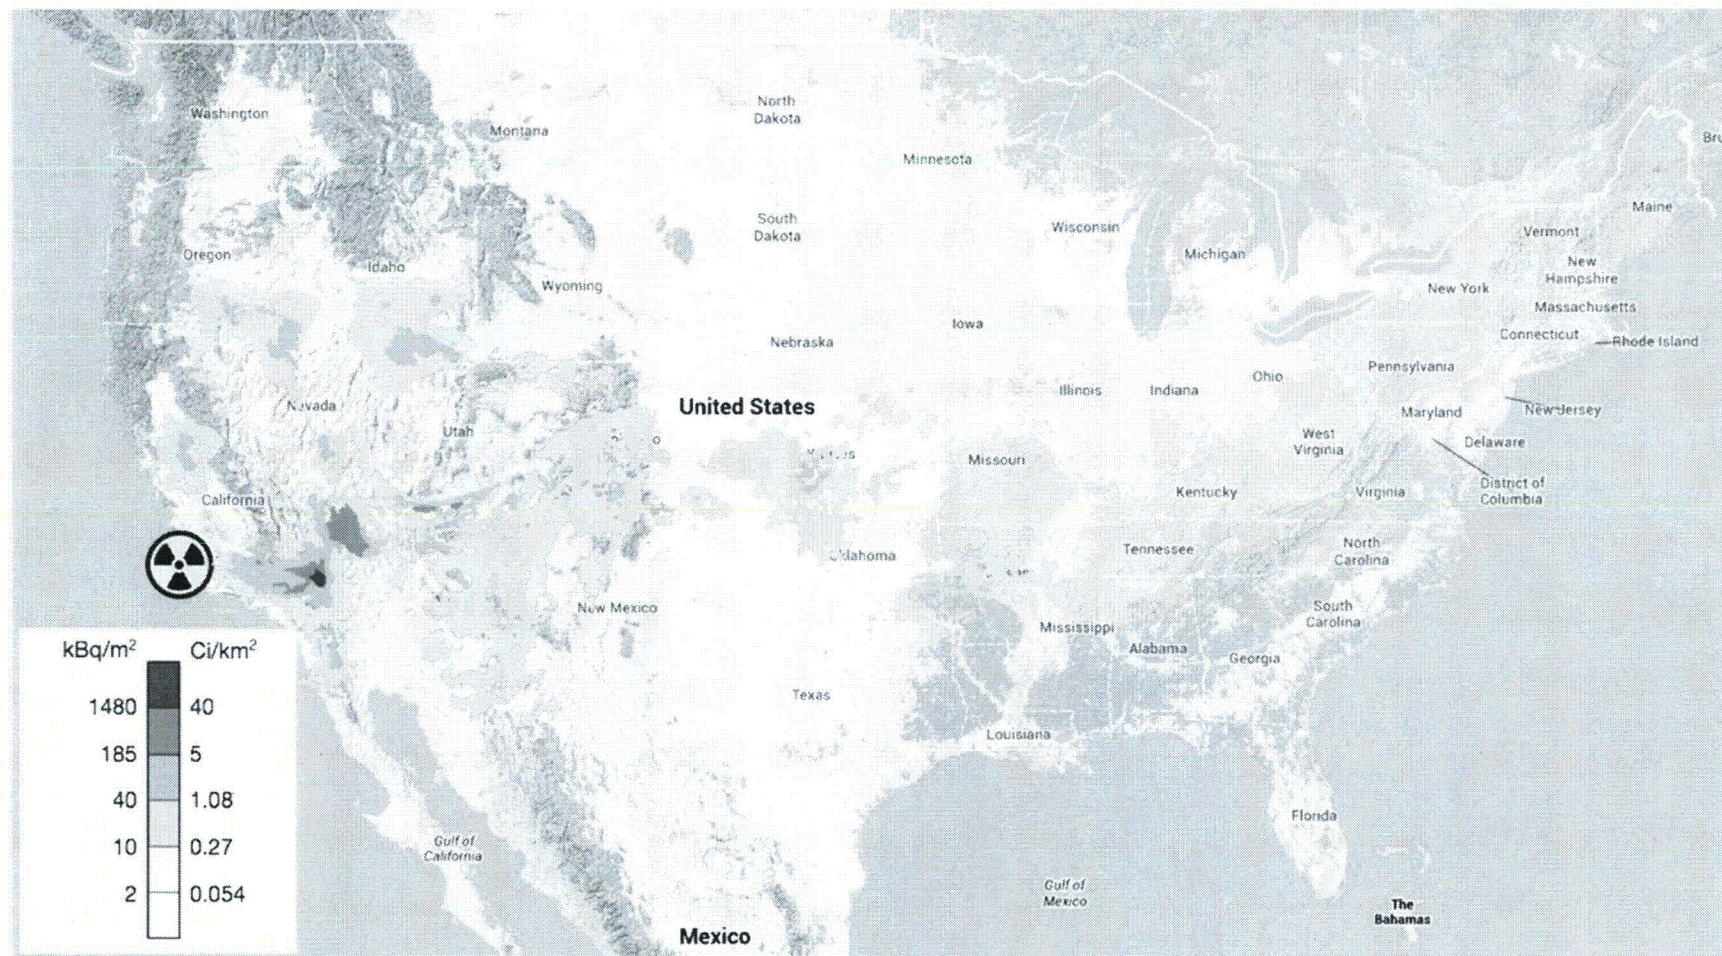 Washington
Montana
North
Dakota
Minnesota
Bru
Maine
South
Dakota
Wisconsin
Vermont
Oregon
Idaho
Michigan
New
Hampshire
Wyoming
New York
Massachusetts
Iowa
Connecticut
Rhode Island
Nebraska
Pennsylvania
Illinois
Indiana
Ohio
Nevada
United States
Maryland
New Jersey
Utah
West
Virginia
Delaware
Missouri
California
Kentucky
Virginia
District of
Columbia
Tennessee
North
Carolina
Oklahoma
New Mexico
South
Carolina
Mississippi
Alabama
Georgia
Texas
Louisiana
Florida
Gulf of
California
Gulf of
Mexico
The
Bahamas
Mexico
kBq/m² Ci/km²
1480 40
185 5
40 1.08
10 0.27
2 0.054